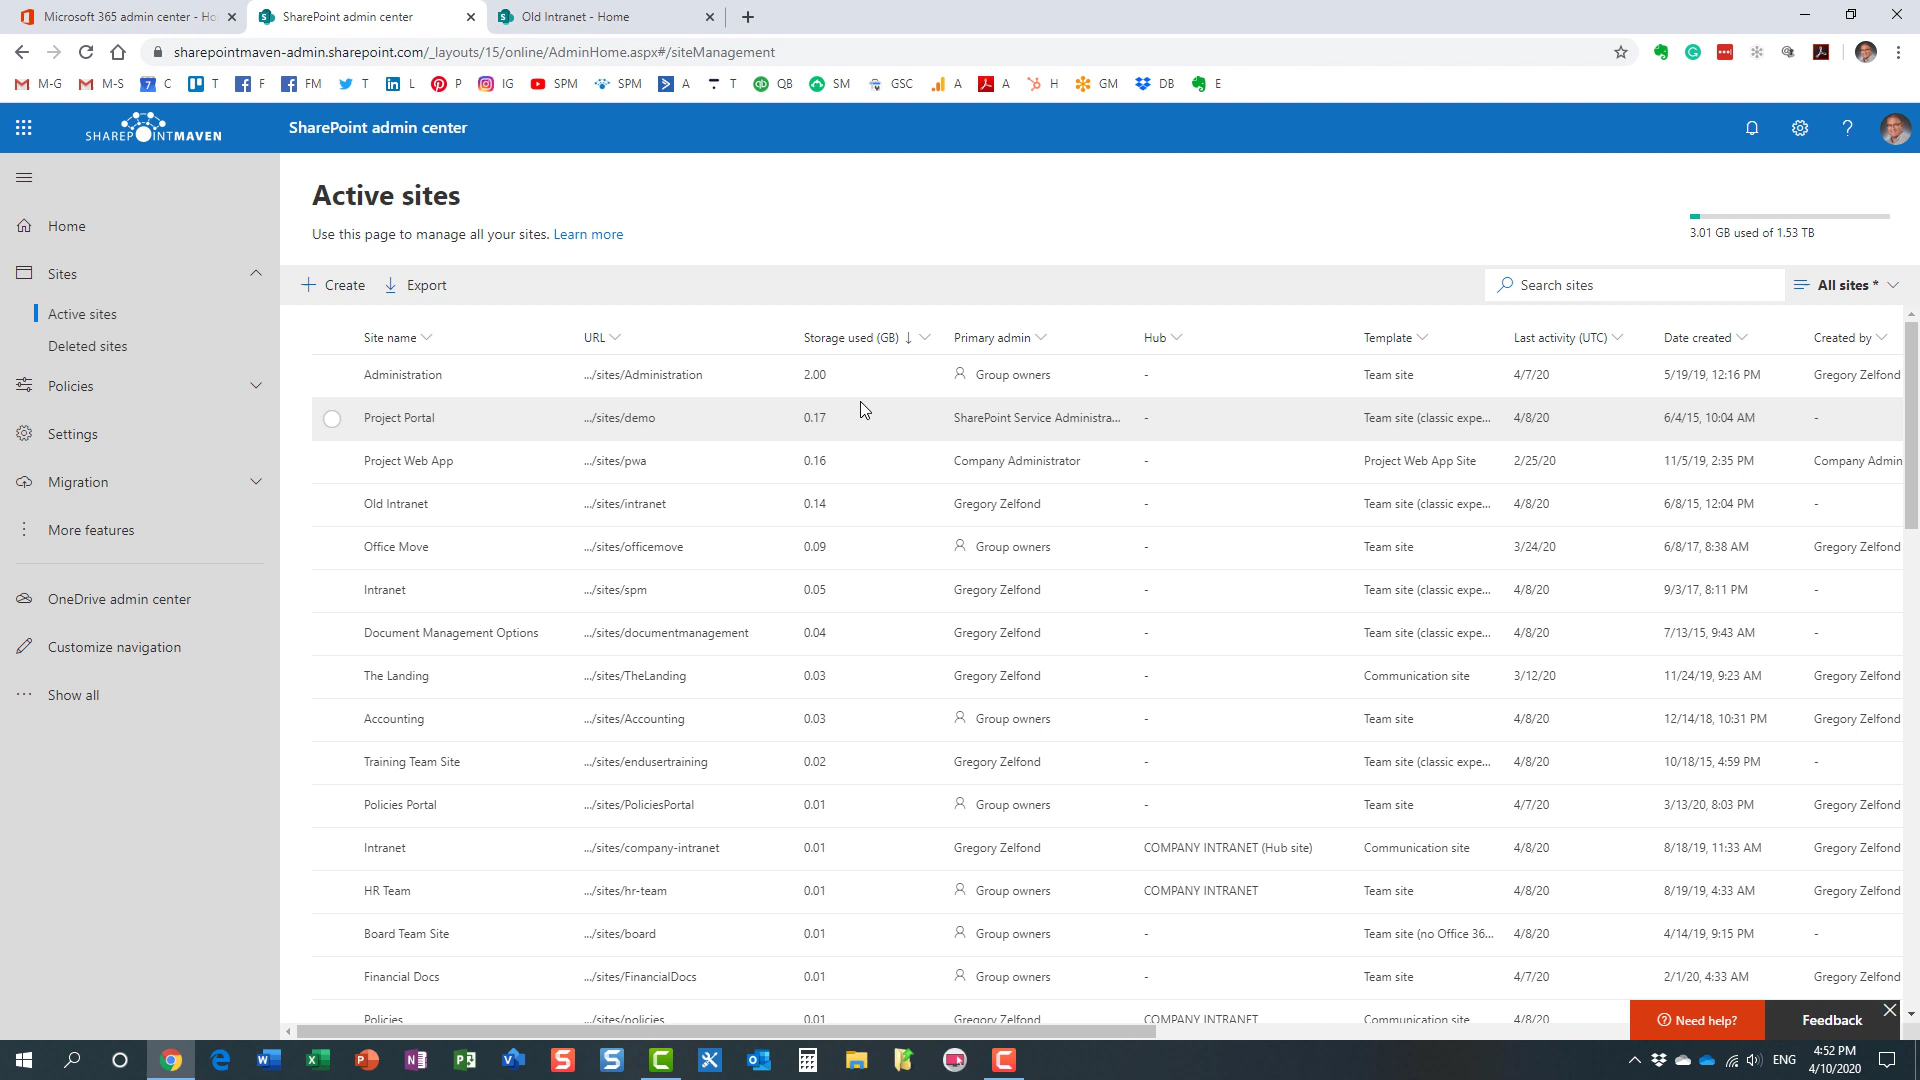 Microsoft 365 admin center - Ho
SharePoint admin center
Old Intranet - Home
sharepointmaven-admin.sharepoint.com/_layouts/15/online/AdminHome.aspx#/siteManagement
M-G M-S 7 C T F FM T L P IG SPM SPM A T QB SM GSC A A H GM DB E
SHAREPOINTMAVEN
SharePoint admin center
Home
Sites
Active sites
Deleted sites
Policies
Settings
Migration
More features
OneDrive admin center
Customize navigation
Show all
Active sites
Use this page to manage all your sites. Learn more
3.01 GB used of 1.53 TB
Create Export
Search sites
All sites *
Site name URL Storage used (GB) ↓ Primary admin Hub Template Last activity (UTC) Date created Created by
Administration .../sites/Administration 2.00 Group owners - Team site 4/7/20 5/19/19, 12:16 PM Gregory Zelfond
Project Portal .../sites/demo 0.17 SharePoint Service Administra... - Team site (classic expe... 4/8/20 6/4/15, 10:04 AM -
Project Web App .../sites/pwa 0.16 Company Administrator - Project Web App Site 2/25/20 11/5/19, 2:35 PM Company Admin
Old Intranet .../sites/intranet 0.14 Gregory Zelfond - Team site (classic expe... 4/8/20 6/8/15, 12:04 PM -
Office Move .../sites/officemove 0.09 Group owners - Team site 3/24/20 6/8/17, 8:38 AM Gregory Zelfond
Intranet .../sites/spm 0.05 Gregory Zelfond - Team site (classic expe... 4/8/20 9/3/17, 8:11 PM -
Document Management Options .../sites/documentmanagement 0.04 Gregory Zelfond - Team site (classic expe... 4/8/20 7/13/15, 9:43 AM -
The Landing .../sites/TheLanding 0.03 Gregory Zelfond - Communication site 3/12/20 11/24/19, 9:23 AM Gregory Zelfond
Accounting .../sites/Accounting 0.03 Group owners - Team site 4/8/20 12/14/18, 10:31 PM Gregory Zelfond
Training Team Site .../sites/endusertraining 0.02 Gregory Zelfond - Team site (classic expe... 4/8/20 10/18/15, 4:59 PM -
Policies Portal .../sites/PoliciesPortal 0.01 Group owners - Team site 4/7/20 3/13/20, 8:03 PM Gregory Zelfond
Intranet .../sites/company-intranet 0.01 Gregory Zelfond COMPANY INTRANET (Hub site) Communication site 4/8/20 8/18/19, 11:33 AM Gregory Zelfond
HR Team .../sites/hr-team 0.01 Group owners COMPANY INTRANET Team site 4/8/20 8/19/19, 4:33 AM Gregory Zelfond
Board Team Site .../sites/board 0.01 Group owners - Team site (no Office 36... 4/8/20 4/14/19, 9:15 PM -
Financial Docs .../sites/FinancialDocs 0.01 Group owners - Team site 4/7/20 2/1/20, 4:33 AM Gregory Zelfond
Policies .../sites/policies 0.01 Gregory Zelfond COMPANY INTRANET Communication site 4/8/20
Need help? Feedback
ENG
4:52 PM
4/10/2020